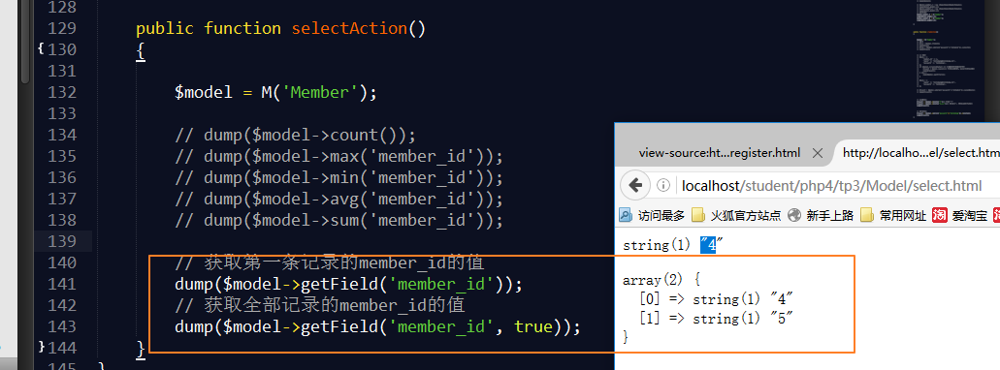 128
129 public function selectAction()
{130 {
131
132 $model = M('Member');
133
134 // dump($model->count());
135 // dump($model->max('member_id'));
136 // dump($model->min('member_id'));
137 // dump($model->avg('member_id'));
138 // dump($model->sum('member_id'));
139
140 // 获取第一条记录的member_id的值
141 dump($model->getField('member_id'));
142 // 获取全部记录的member_id的值
143 dump($model->getField('member_id', true));
}144 }
145 }
view-source:ht...register.html
http://localho...el/select.htm
localhost/student/php4/tp3/Model/select.html
访问最多 火狐官方站点 新手上路 常用网址 淘 爱淘宝
string(1) "4"
array(2) {
[0] => string(1) "4"
[1] => string(1) "5"
}